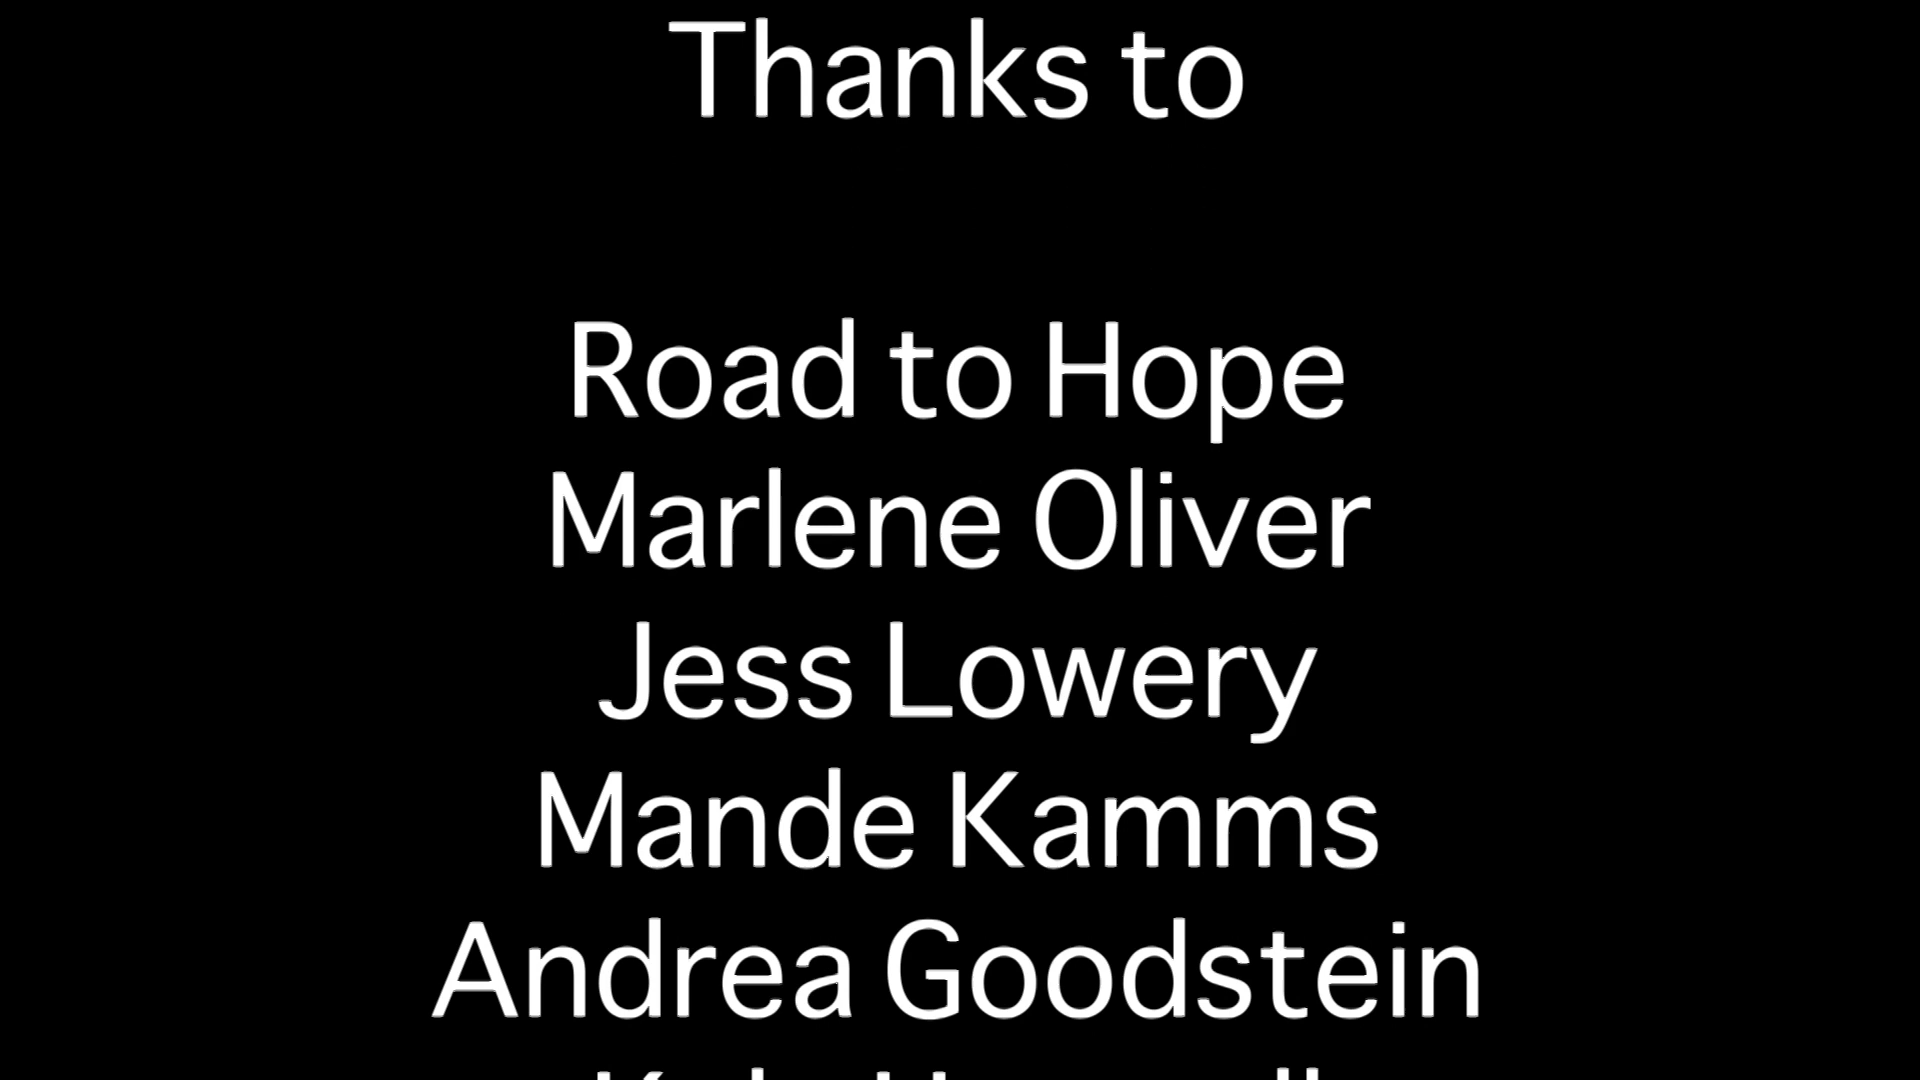 Thanks to
Road to Hope
Marlene Oliver
Jess Lowery
Mande Kamms
Andrea Goodstein